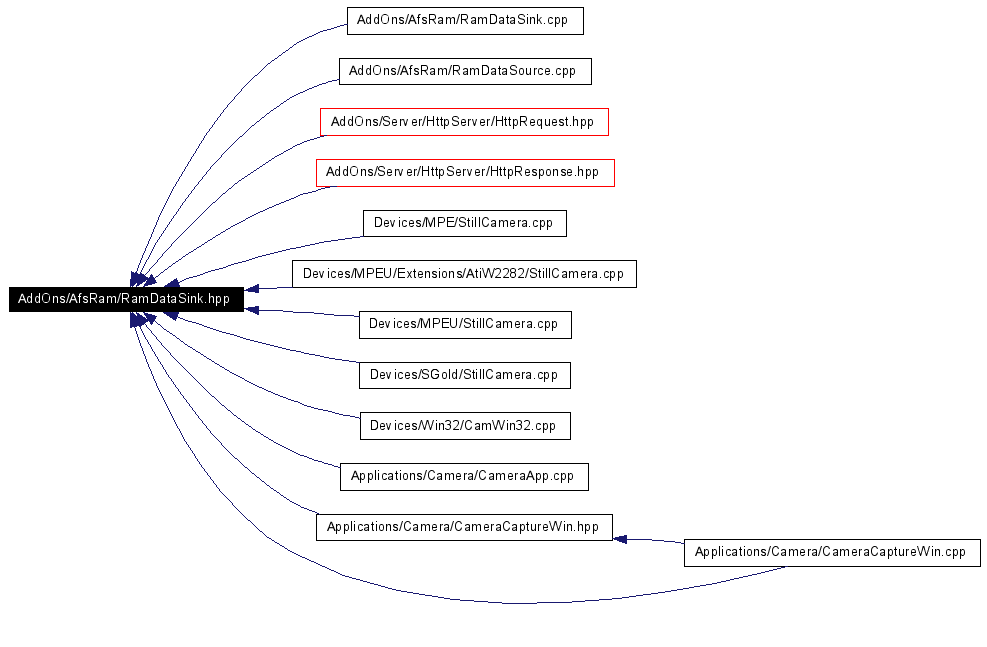 AddOns/AfsRam/RamDataSink.cpp
AddOns/AfsRam/RamDataSource.cpp
AddOns/Server/HttpServer/HttpRequest.hpp
AddOns/Server/HttpServer/HttpResponse.hpp
Devices/MPE/StillCamera.cpp
Devices/MPEU/Extensions/AtiW2282/StillCamera.cpp
AddOns/AfsRam/RamDataSink.hpp
Devices/MPEU/StillCamera.cpp
Devices/SGold/StillCamera.cpp
Devices/Win32/CamWin32.cpp
Applications/Camera/CameraApp.cpp
Applications/Camera/CameraCaptureWin.hpp
Applications/Camera/CameraCaptureWin.cpp